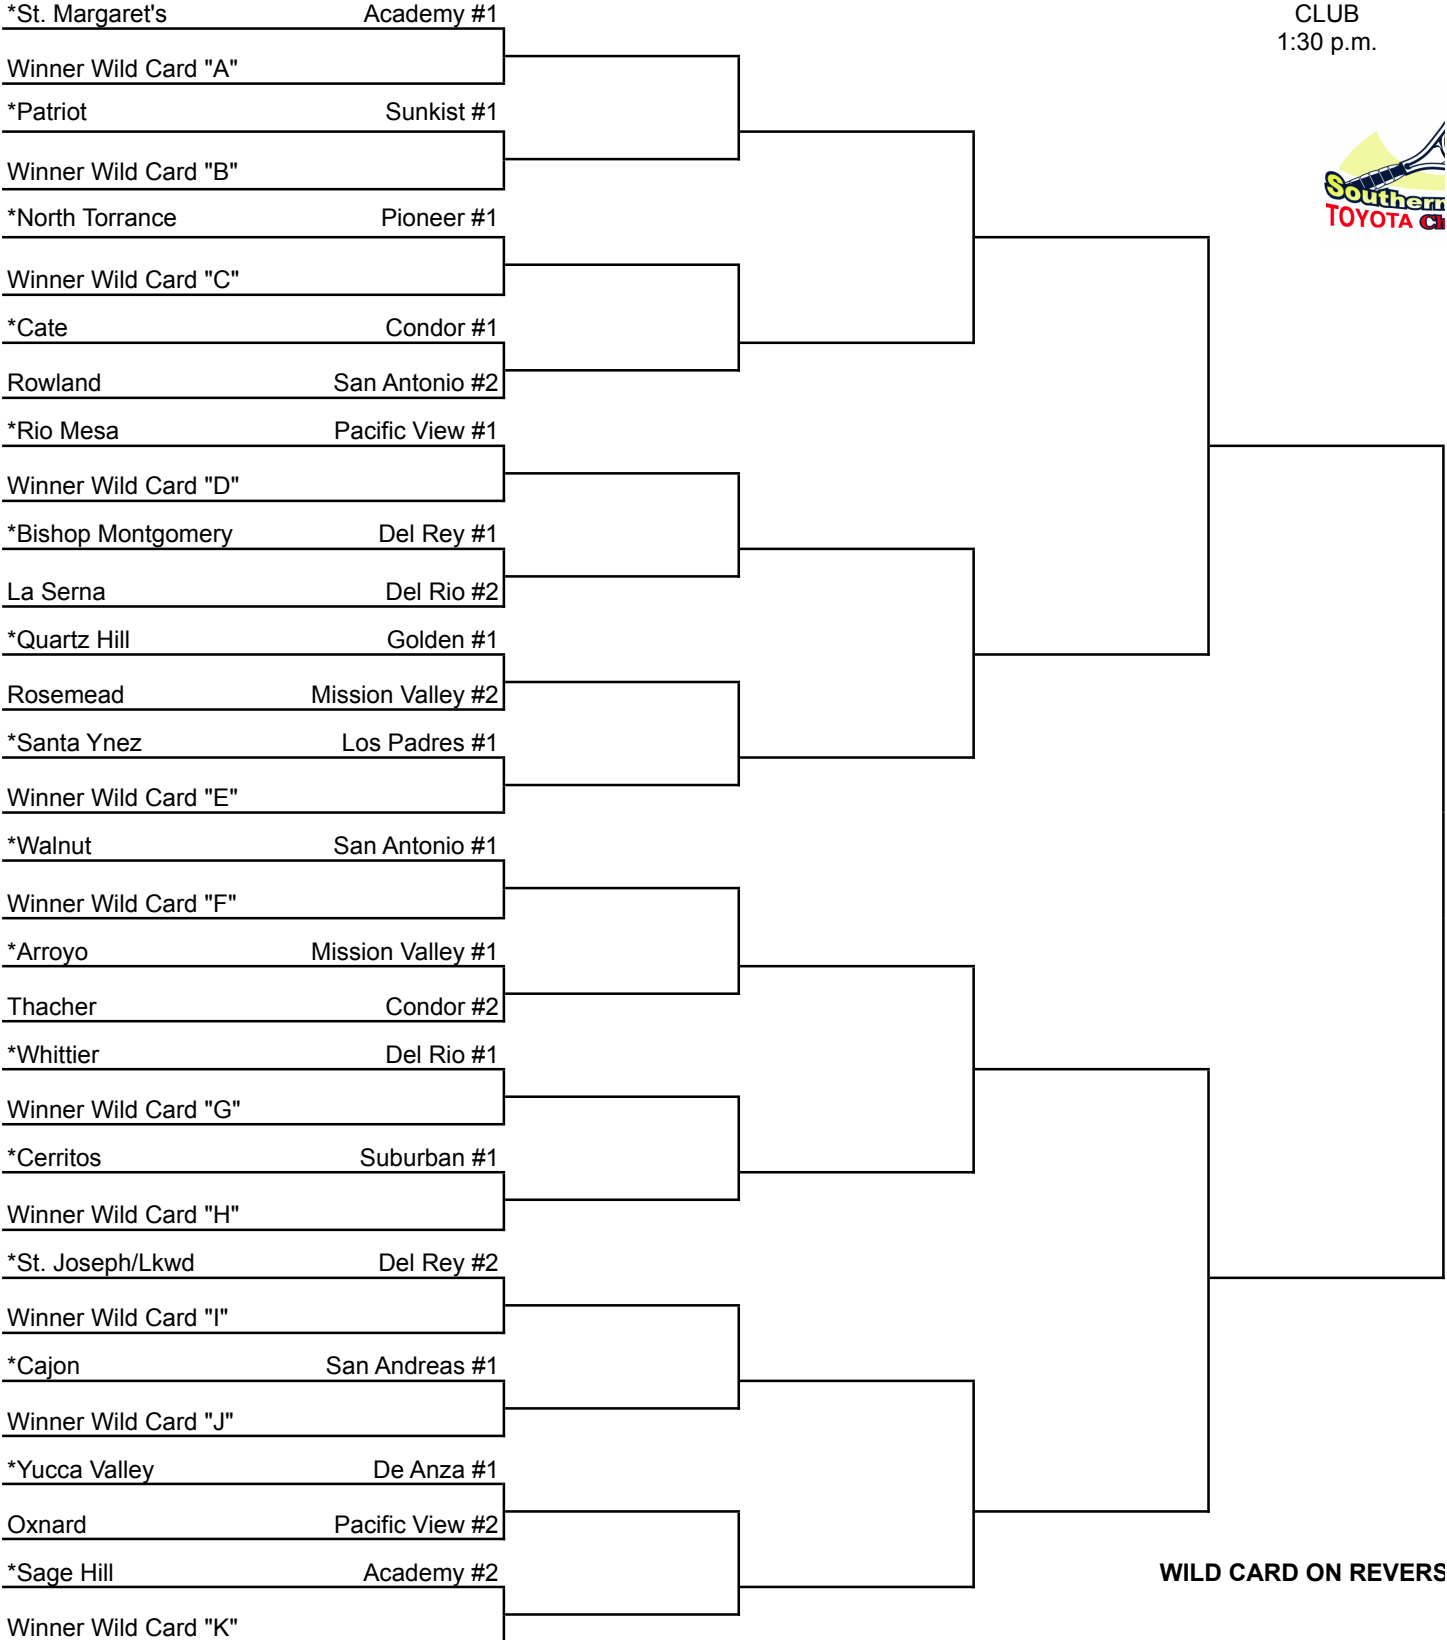 *St. Margaret's Academy #1
CLUB
1:30 p.m.
Winner Wild Card "A"
*Patriot Sunkist #1
Winner Wild Card "B"
Southern
TOYOTA Ch
*North Torrance Pioneer #1
Winner Wild Card "C"
*Cate Condor #1
Rowland San Antonio #2
*Rio Mesa Pacific View #1
Winner Wild Card "D"
*Bishop Montgomery Del Rey #1
La Serna Del Rio #2
*Quartz Hill Golden #1
Rosemead Mission Valley #2
*Santa Ynez Los Padres #1
Winner Wild Card "E"
*Walnut San Antonio #1
Winner Wild Card "F"
*Arroyo Mission Valley #1
Thacher Condor #2
*Whittier Del Rio #1
Winner Wild Card "G"
*Cerritos Suburban #1
Winner Wild Card "H"
*St. Joseph/Lkwd Del Rey #2
Winner Wild Card "I"
*Cajon San Andreas #1
Winner Wild Card "J"
*Yucca Valley De Anza #1
Oxnard Pacific View #2
*Sage Hill Academy #2
WILD CARD ON REVERS
Winner Wild Card "K"